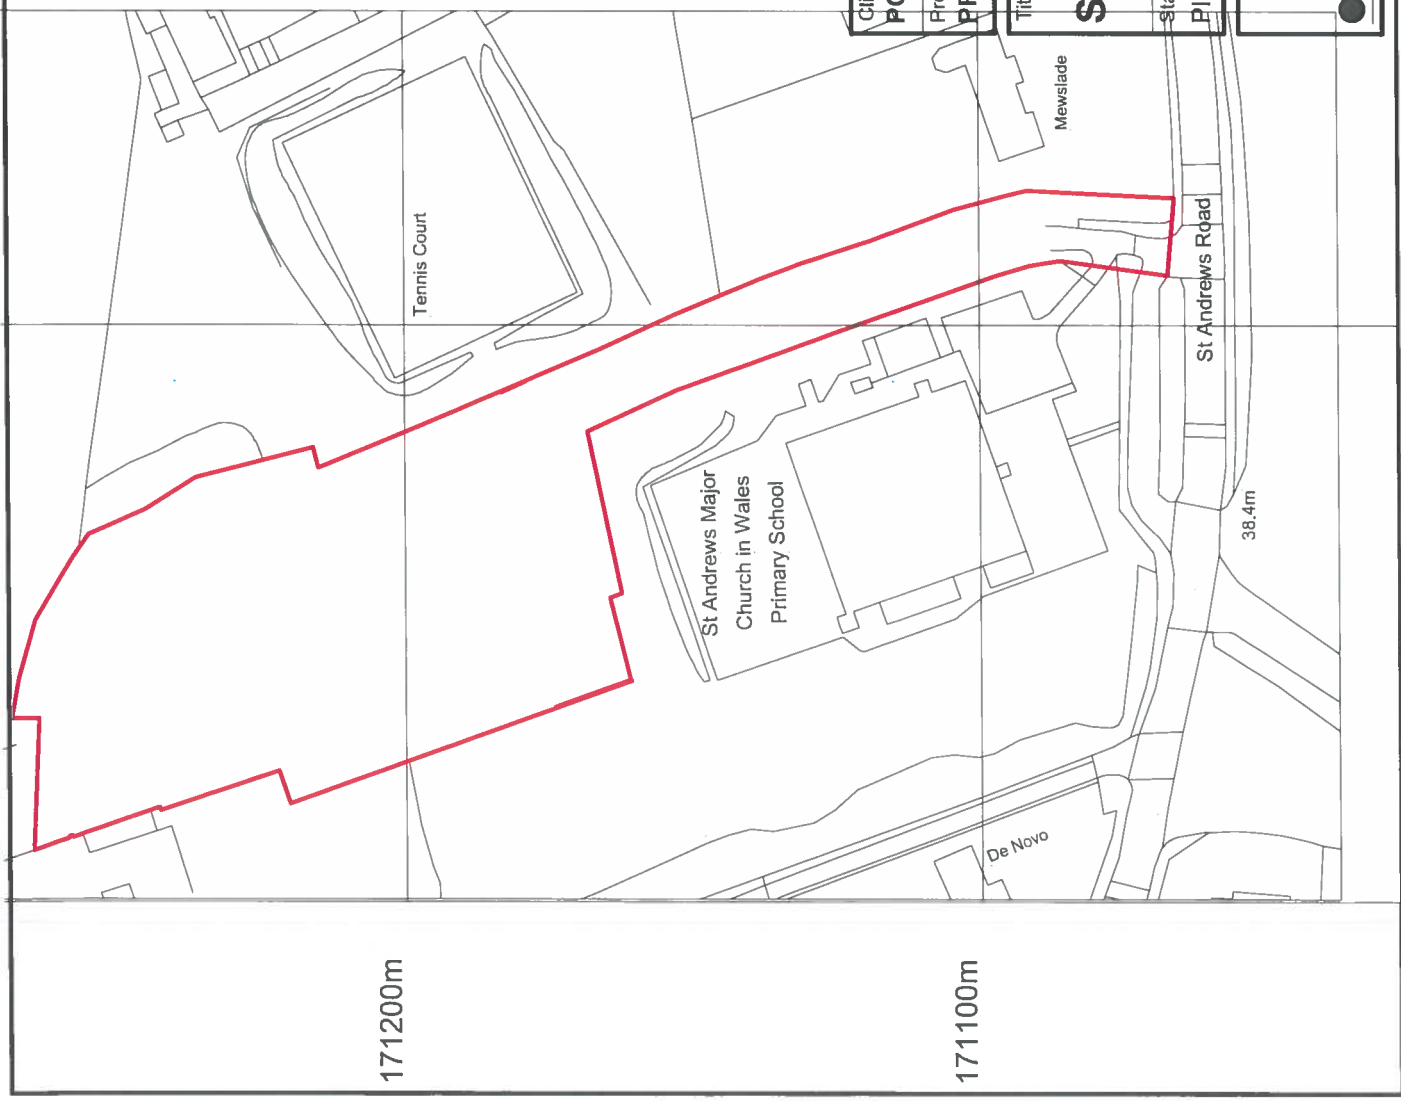 Tennis Court
Mewslade
St Andrews Road
St Andrews Major
Church in Wales
Primary School
38.4m
De Novo
171200m
171100m